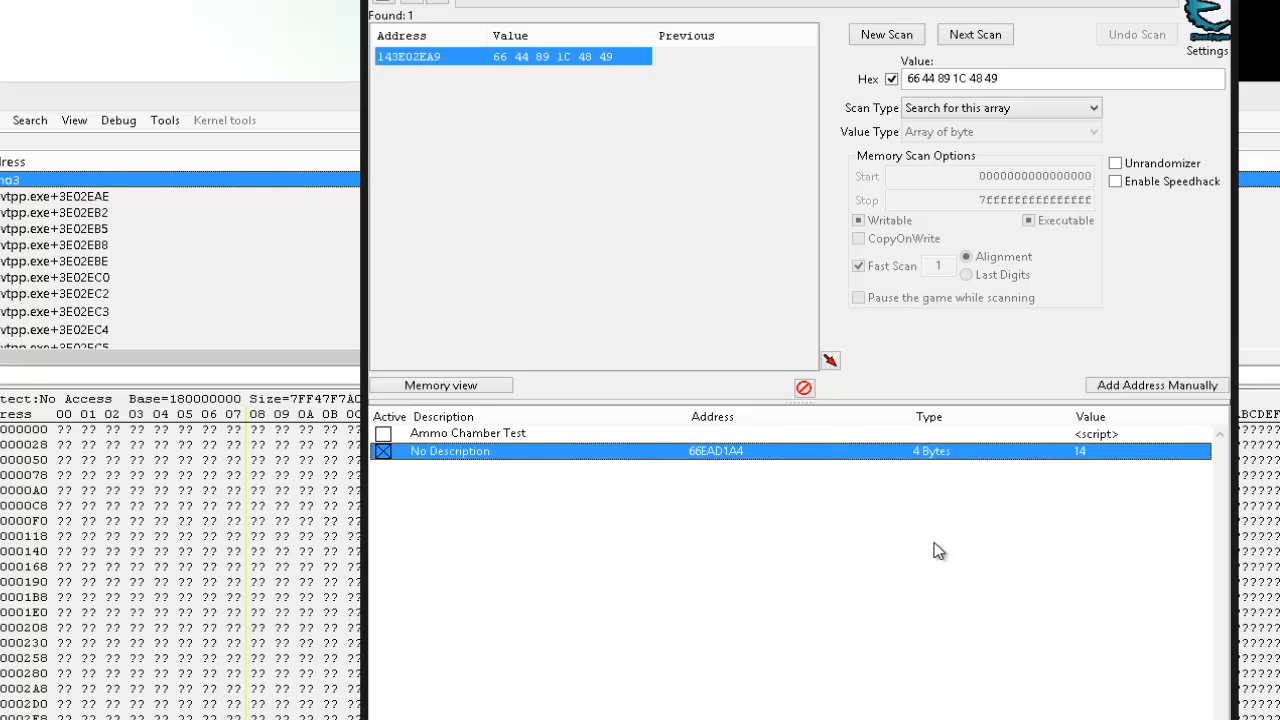 Found: 1
Address Value Previous
143E02EA9 66 44 89 1C 48 49
New Scan Next Scan Undo Scan
Settings
Value:
Hex 66 44 89 1C 48 49
Scan Type Search for this array
Value Type Array of byte
Memory Scan Options
Start 0000000000000000
Stop 7fffffffffffffff
Writable Executable
CopyOnWrite
Fast Scan 1 Alignment
Last Digits
Pause the game while scanning
Unrandomizer
Enable Speedhack
Memory view Add Address Manually
Active Description Address Type Value
Ammo Chamber Test <script>
No Description 66EAD1A4 4 Bytes 14
Search View Debug Tools Kernel tools
ress
no3
vtpp.exe+3E02EAE
vtpp.exe+3E02EB2
vtpp.exe+3E02EB5
vtpp.exe+3E02EB8
vtpp.exe+3E02EBE
vtpp.exe+3E02EC0
vtpp.exe+3E02EC2
vtpp.exe+3E02EC3
vtpp.exe+3E02EC4
vtpp.exe+3E02EC5
tect:No Access Base=180000000 Size=7FF47F7AC
ress 00 01 02 03 04 05 06 07 08 09 0A 0B 0C
000000 ?? ?? ?? ?? ?? ?? ?? ?? ?? ?? ?? ?? ??
000028 ?? ?? ?? ?? ?? ?? ?? ?? ?? ?? ?? ?? ??
000050 ?? ?? ?? ?? ?? ?? ?? ?? ?? ?? ?? ?? ??
000078 ?? ?? ?? ?? ?? ?? ?? ?? ?? ?? ?? ?? ??
0000A0 ?? ?? ?? ?? ?? ?? ?? ?? ?? ?? ?? ?? ??
0000C8 ?? ?? ?? ?? ?? ?? ?? ?? ?? ?? ?? ?? ??
0000F0 ?? ?? ?? ?? ?? ?? ?? ?? ?? ?? ?? ?? ??
000118 ?? ?? ?? ?? ?? ?? ?? ?? ?? ?? ?? ?? ??
000140 ?? ?? ?? ?? ?? ?? ?? ?? ?? ?? ?? ?? ??
000168 ?? ?? ?? ?? ?? ?? ?? ?? ?? ?? ?? ?? ??
000190 ?? ?? ?? ?? ?? ?? ?? ?? ?? ?? ?? ?? ??
0001B8 ?? ?? ?? ?? ?? ?? ?? ?? ?? ?? ?? ?? ??
0001E0 ?? ?? ?? ?? ?? ?? ?? ?? ?? ?? ?? ?? ??
000208 ?? ?? ?? ?? ?? ?? ?? ?? ?? ?? ?? ?? ??
000230 ?? ?? ?? ?? ?? ?? ?? ?? ?? ?? ?? ?? ??
000258 ?? ?? ?? ?? ?? ?? ?? ?? ?? ?? ?? ?? ??
000280 ?? ?? ?? ?? ?? ?? ?? ?? ?? ?? ?? ?? ??
0002A8 ?? ?? ?? ?? ?? ?? ?? ?? ?? ?? ?? ?? ??
0002D0 ?? ?? ?? ?? ?? ?? ?? ?? ?? ?? ?? ?? ??
0002F8 ?? ?? ?? ?? ?? ?? ?? ?? ?? ?? ?? ?? ??